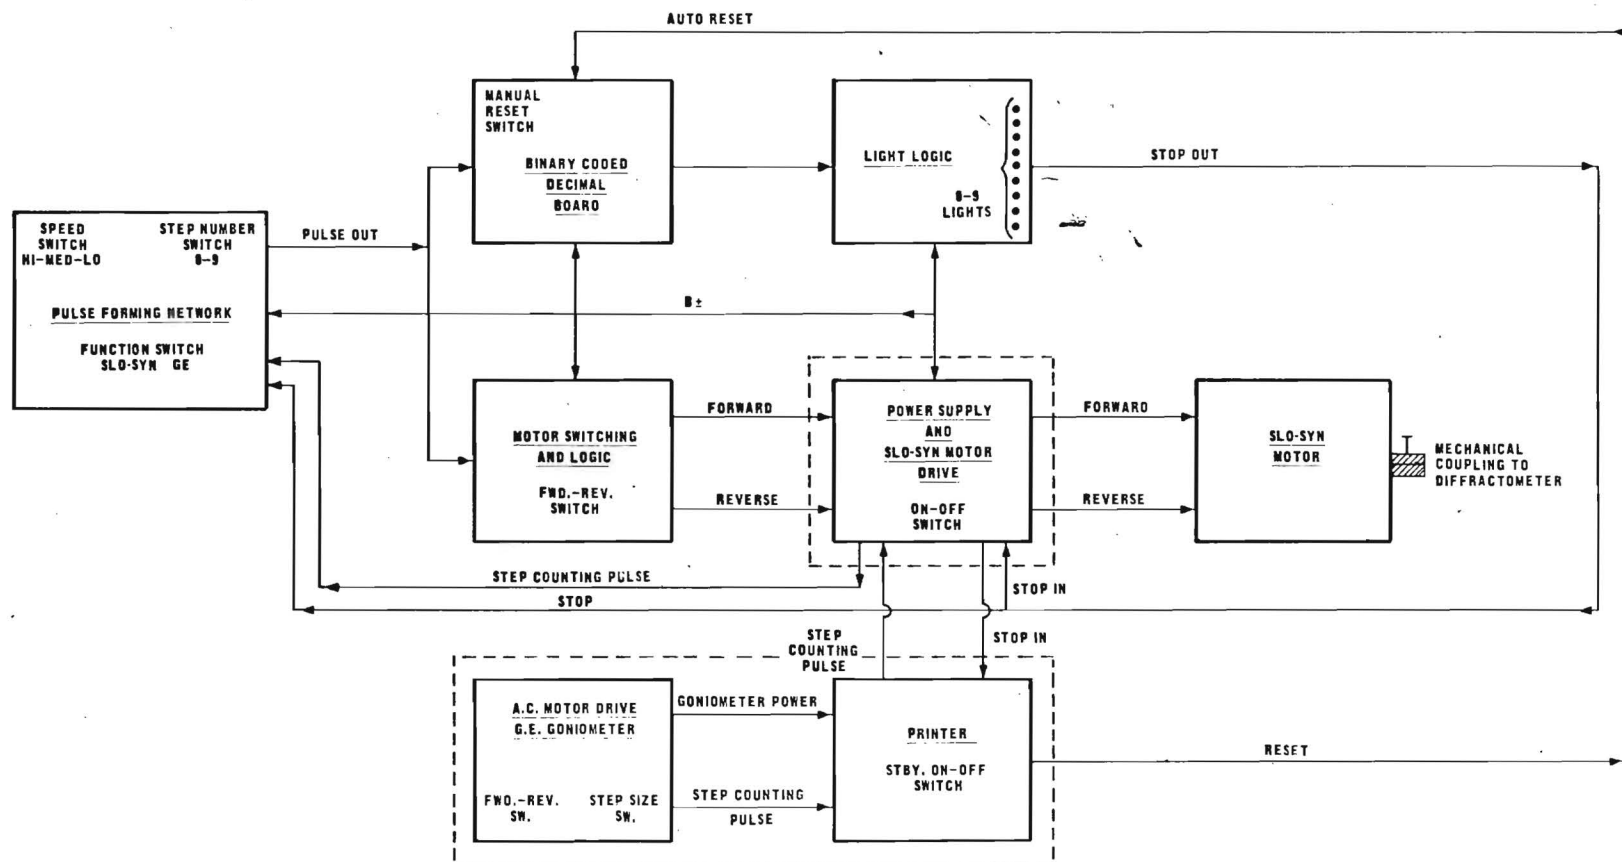 AUTO RESET
MANUAL
RESET
SWITCH
BINARY CODED
DECIMAL
BOARD
LIGHT LOGIC
0-9
LIGHTS
STOP OUT
SPEED
SWITCH
HI-MED-LO
STEP NUMBER
SWITCH
0-9
PULSE FORMING NETWORK
FUNCTION SWITCH
SLO-SYN GE
PULSE OUT
B±
MOTOR SWITCHING
AND LOGIC
FWD.-REV.
SWITCH
FORWARD
REVERSE
POWER SUPPLY
AND
SLO-SYN MOTOR
DRIVE
ON-OFF
SWITCH
FORWARD
REVERSE
SLO-SYN
MOTOR
MECHANICAL
COUPLING TO
DIFFRACTOMETER
STEP COUNTING PULSE
STOP
STOP IN
STEP
COUNTING
PULSE
STOP IN
A.C. MOTOR DRIVE
G.E. GONIOMETER
FWD.-REV.
SW.
STEP SIZE
SW.
GONIOMETER POWER
STEP COUNTING
PULSE
PRINTER
STBY. ON-OFF
SWITCH
RESET